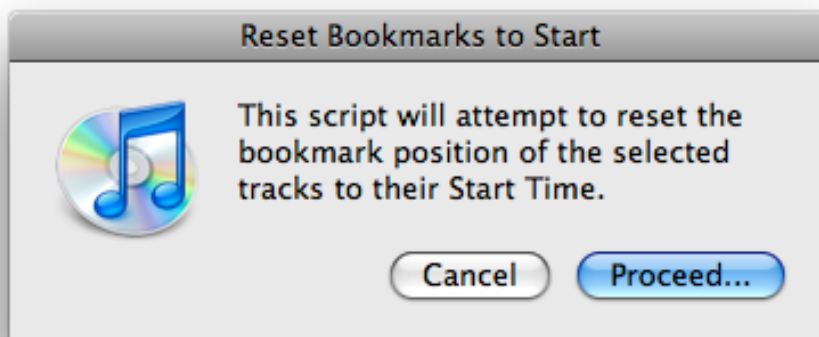 Reset Bookmarks to Start
This script will attempt to reset the
bookmark position of the selected
tracks to their Start Time.
Cancel Proceed...